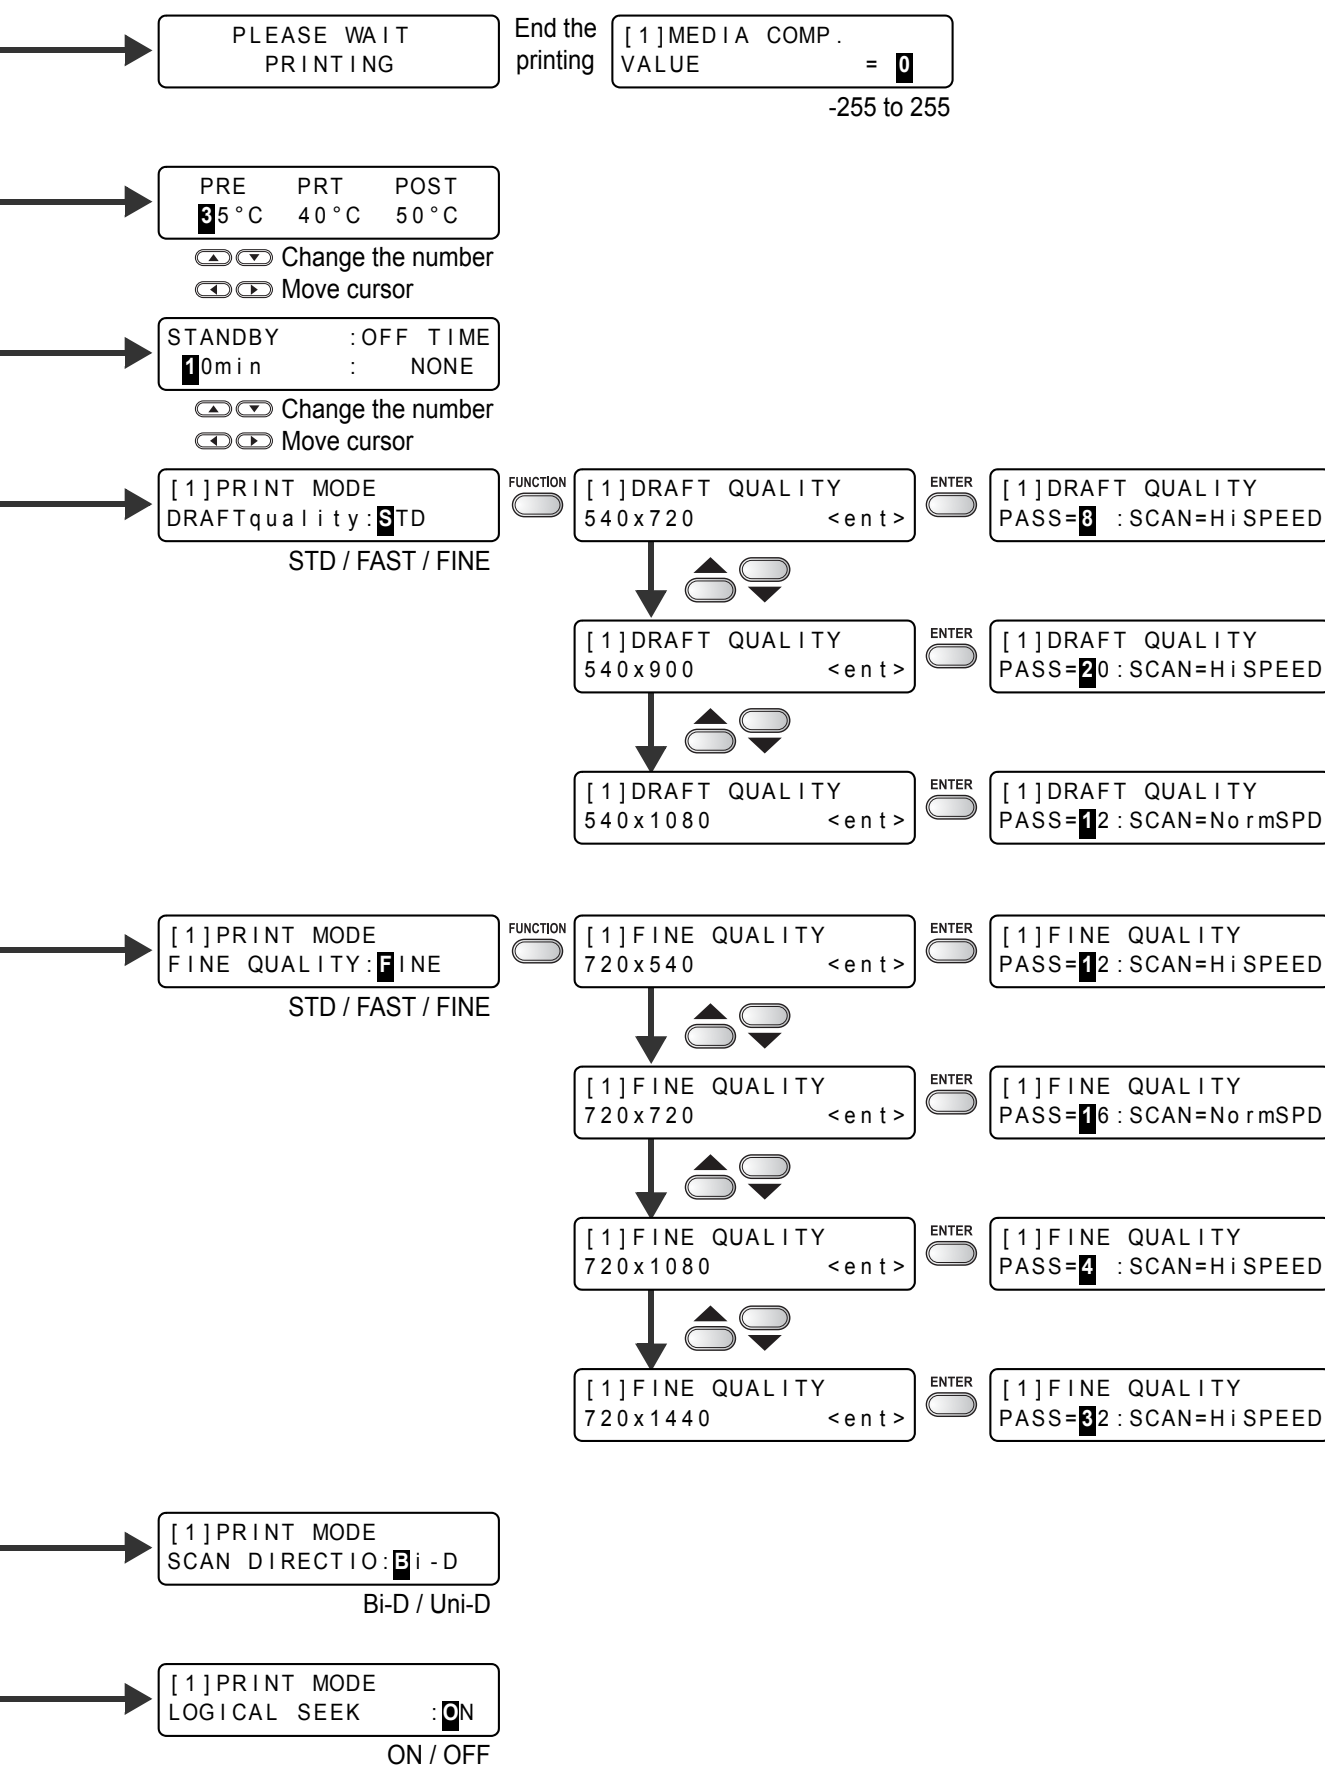 PLEASE WAIT
PRINTING
End the
printing
[1]MEDIA COMP.
VALUE = 0
-255 to 255
PRE PRT POST
35°C 40°C 50°C
Change the number
Move cursor
STANDBY :OFF TIME
10min : NONE
Change the number
Move cursor
[1]PRINT MODE
DRAFTquality:STD
STD / FAST / FINE
FUNCTION
[1]DRAFT QUALITY
540x720 <ent>
ENTER
[1]DRAFT QUALITY
PASS=8 :SCAN=HiSPEED
[1]DRAFT QUALITY
540x900 <ent>
ENTER
[1]DRAFT QUALITY
PASS=20:SCAN=HiSPEED
[1]DRAFT QUALITY
540x1080 <ent>
ENTER
[1]DRAFT QUALITY
PASS=12:SCAN=NormSPD
[1]PRINT MODE
FINE QUALITY:FINE
STD / FAST / FINE
FUNCTION
[1]FINE QUALITY
720x540 <ent>
ENTER
[1]FINE QUALITY
PASS=12:SCAN=HiSPEED
[1]FINE QUALITY
720x720 <ent>
ENTER
[1]FINE QUALITY
PASS=16:SCAN=NormSPD
[1]FINE QUALITY
720x1080 <ent>
ENTER
[1]FINE QUALITY
PASS=4 :SCAN=HiSPEED
[1]FINE QUALITY
720x1440 <ent>
ENTER
[1]FINE QUALITY
PASS=32:SCAN=HiSPEED
[1]PRINT MODE
SCAN DIRECTIO:Bi-D
Bi-D / Uni-D
[1]PRINT MODE
LOGICAL SEEK :ON
ON / OFF